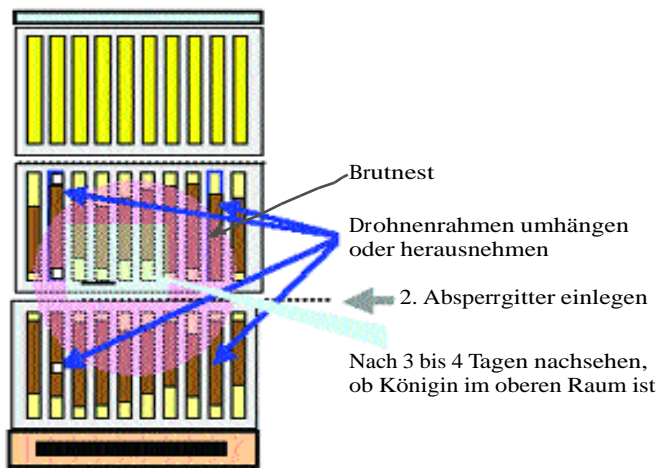 Brutnest
Drohnenrahmen umhängen
oder herausnehmen
2. Absperrgitter einlegen
Nach 3 bis 4 Tagen nachsehen,
ob Königin im oberen Raum ist